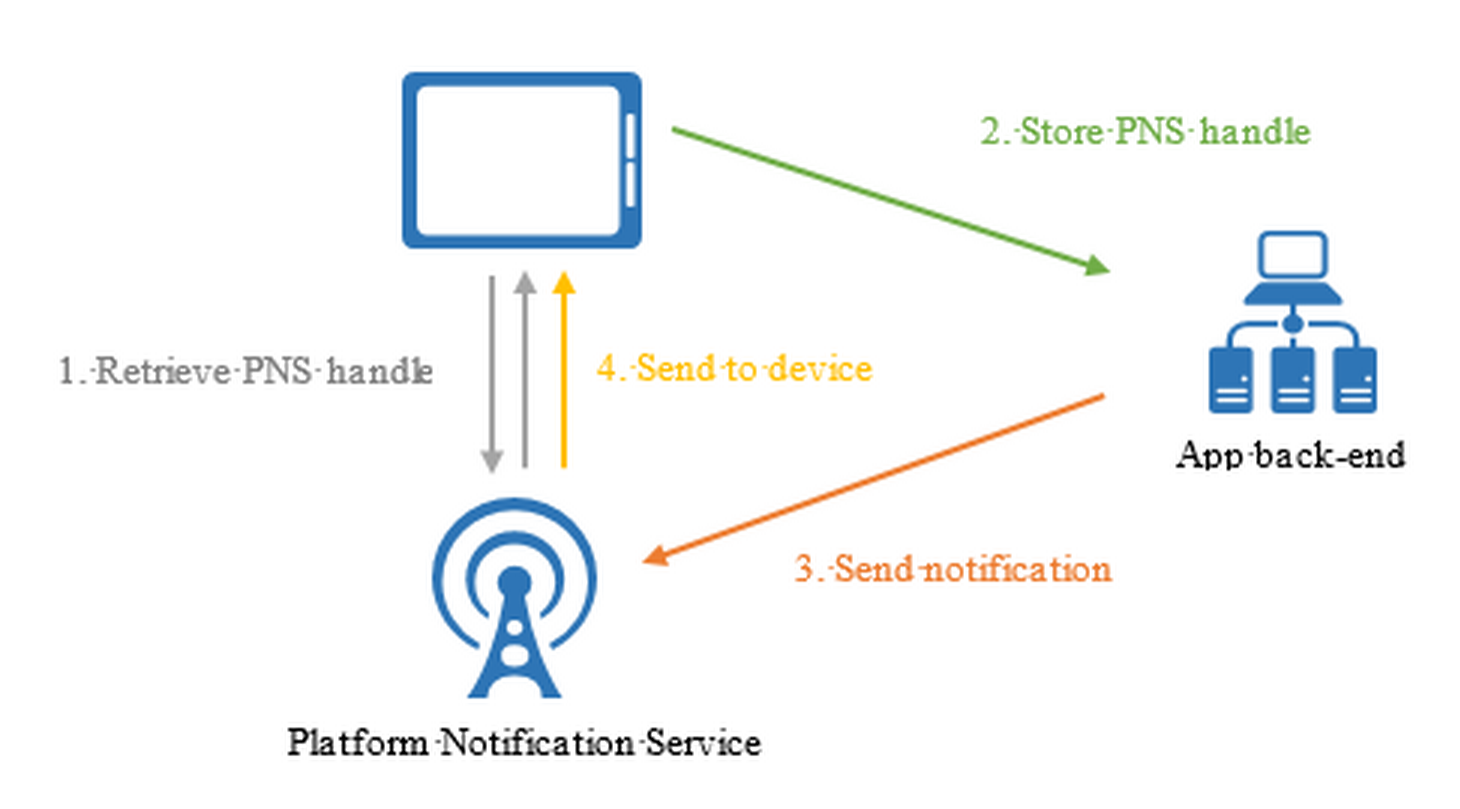 2. Store PNS handle
1. Retrieve PNS handle
4. Send to device
App back-end
3. Send notification
Platform Notification Service